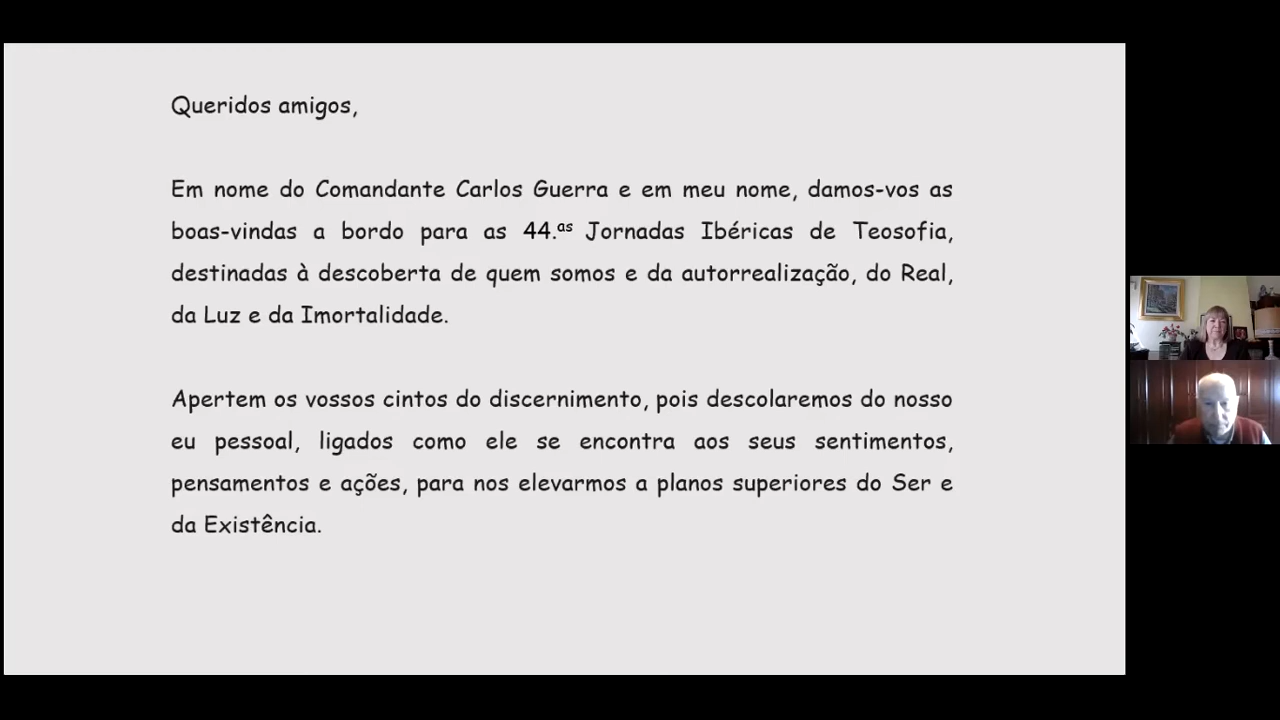 Queridos amigos,
Em nome do Comandante Carlos Guerra e em meu nome, damos-vos as
boas-vindas a bordo para as 44.as Jornadas Ibéricas de Teosofia,
destinadas à descoberta de quem somos e da autorrealização, do Real,
da Luz e da Imortalidade.
Apertem os vossos cintos do discernimento, pois descolaremos do nosso
eu pessoal, ligados como ele se encontra aos seus sentimentos,
pensamentos e ações, para nos elevarmos a planos superiores do Ser e
da Existência.